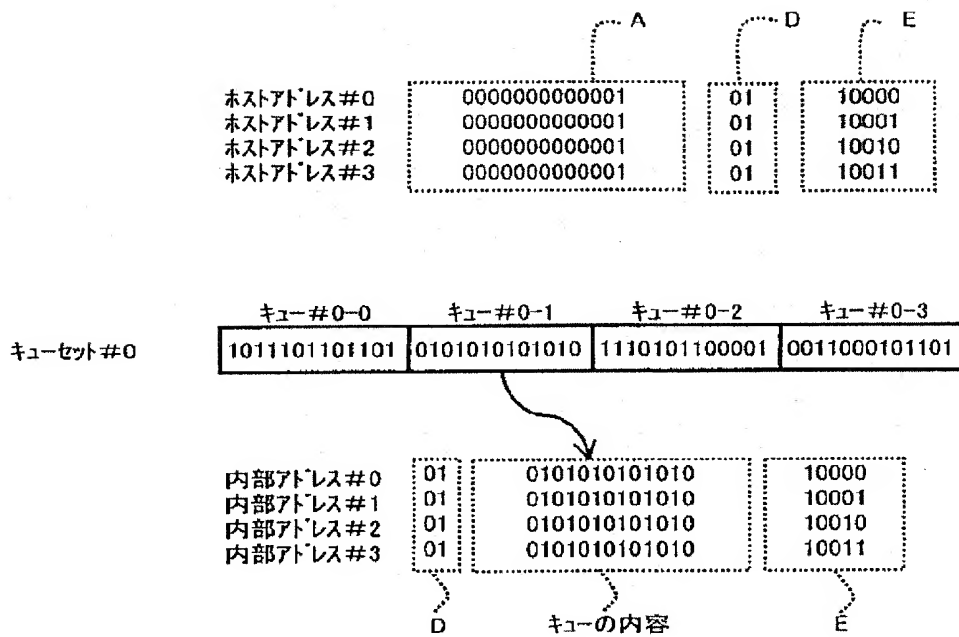 A D E
ホストアドレス#0 0000000000001 01 10000
ホストアドレス#1 0000000000001 01 10001
ホストアドレス#2 0000000000001 01 10010
ホストアドレス#3 0000000000001 01 10011
キュー#0-0 キュー#0-1 キュー#0-2 キュー#0-3
キューセット#0 1011101101101 0101010101010 1110101100001 0011000101101
内部アドレス#0 01 0101010101010 10000
内部アドレス#1 01 0101010101010 10001
内部アドレス#2 01 0101010101010 10010
内部アドレス#3 01 0101010101010 10011
D キューの内容 E